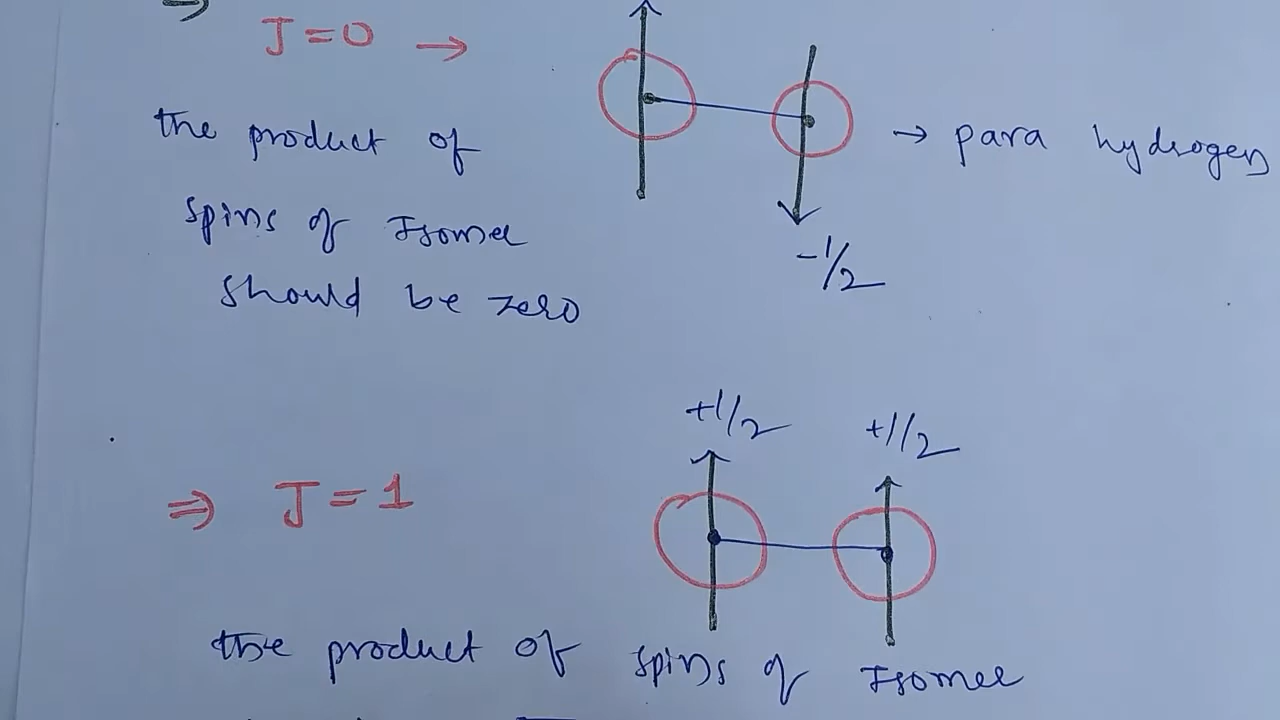 ⇒ J = 0 →
the product of
spins of Isomer
should be zero
→ para hydrogen
-1/2
+1/2 +1/2
⇒ J = 1
the product of spins of Isomer